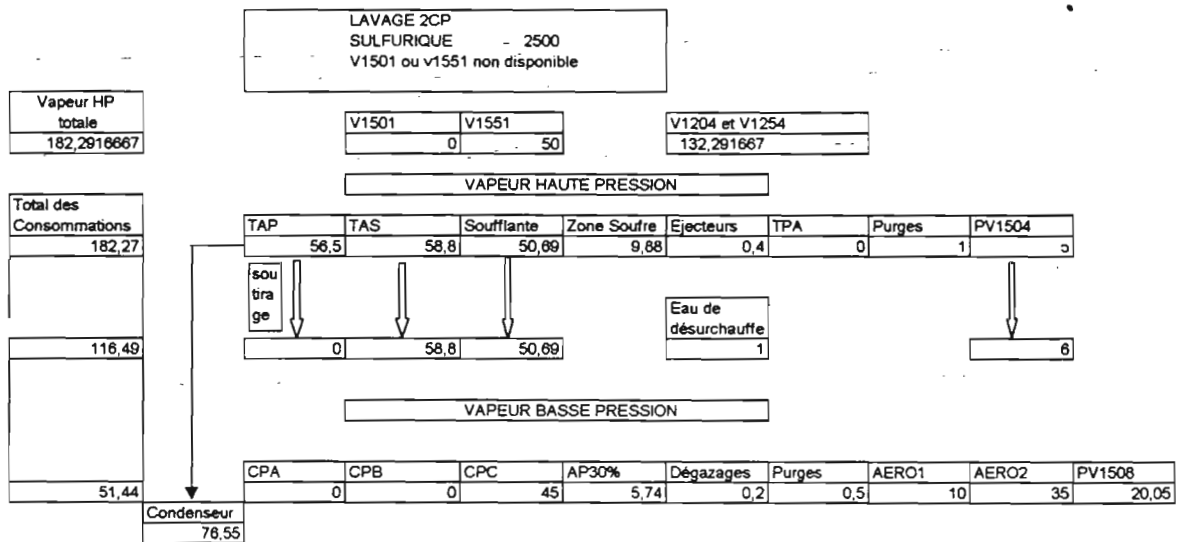 LAVAGE 2CP
SULFURIQUE - 2500
V1501 ou v1551 non disponible
Vapeur HP
totale
182,2916667
V1501 V1551
0 50
V1204 et V1254
132,291667
VAPEUR HAUTE PRESSION
Total des
Consommations
182,27
TAP TAS Soufflante Zone Soufre Ejecteurs TPA Purges PV1504
56,5 58,8 50,69 9,88 0,4 0 1
sou
tira
ge
Eau de
désurchauffe
116,49
0 58,8 50,69 1 6
VAPEUR BASSE PRESSION
CPA CPB CPC AP30% Dégazages Purges AERO1 AERO2 PV1508
51,44
0 0 45 5,74 0,2 0,5 10 35 20,05
Condenseur
76,55